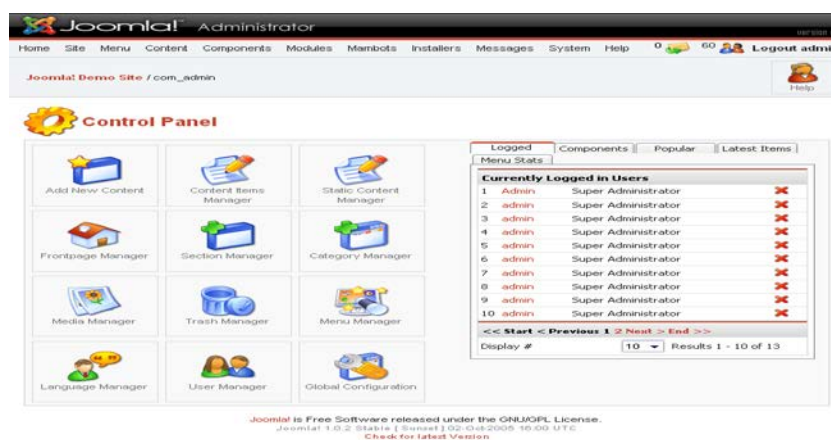 Joomla! Administrator
version
Home Site Menu Content Components Modules Mambots Installers Messages System Help 0 60 Logout admi
Joomla! Demo Site / com_admin
Help
Control Panel
Add New Content
Content Items Manager
Static Content Manager
Frontpage Manager
Section Manager
Category Manager
Media Manager
Trash Manager
Menu Manager
Language Manager
User Manager
Global Configuration
Logged Components Popular Latest Items
Menu Stats
Currently Logged in Users
1 Admin Super Administrator
2 admin Super Administrator
3 admin Super Administrator
4 admin Super Administrator
5 admin Super Administrator
6 admin Super Administrator
7 admin Super Administrator
8 admin Super Administrator
9 admin Super Administrator
10 admin Super Administrator
<< Start < Previous 1 2 Next > End >>
Display # 10 Results 1 - 10 of 13
Joomla! is Free Software released under the GNU/GPL License.
Joomla! 1.0.2 Stable [ Sunset ] 02-Oct-2005 16:00 UTC
Check for latest Version